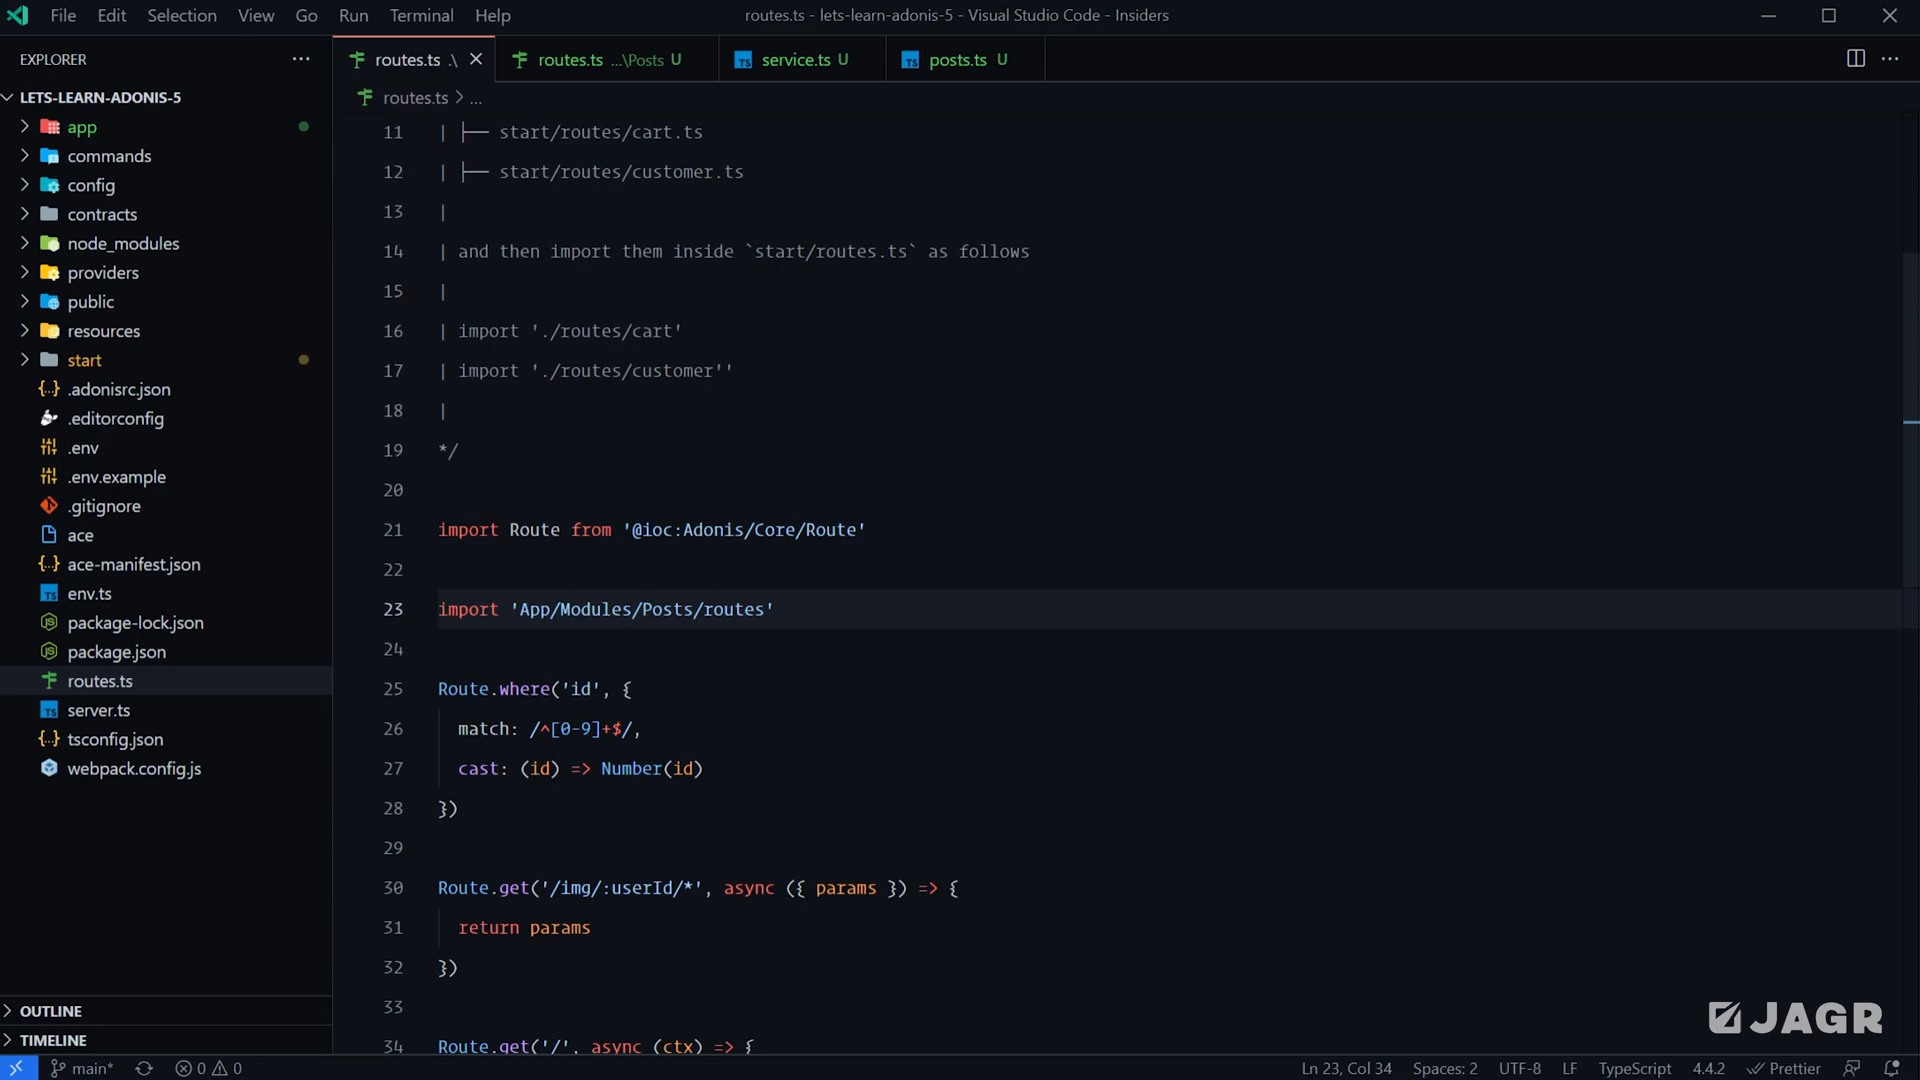 File Edit Selection View Go Run Terminal Help
routes.ts - lets-learn-adonis-5 - Visual Studio Code - Insiders
EXPLORER
LETS-LEARN-ADONIS-5
app
commands
config
contracts
node_modules
providers
public
resources
start
.adonisrc.json
.editorconfig
.env
.env.example
.gitignore
ace
ace-manifest.json
env.ts
package-lock.json
package.json
routes.ts
server.ts
tsconfig.json
webpack.config.js
OUTLINE
TIMELINE
routes.ts .\ routes.ts ...\Posts U service.ts U posts.ts U
routes.ts > ...
11 | ├── start/routes/cart.ts
12 | ├── start/routes/customer.ts
13 |
14 | and then import them inside `start/routes.ts` as follows
15 |
16 | import './routes/cart'
17 | import './routes/customer''
18 |
19 */
20
21 import Route from '@ioc:Adonis/Core/Route'
22
23 import 'App/Modules/Posts/routes'
24
25 Route.where('id', {
26 match: /^[0-9]+$/,
27 cast: (id) => Number(id)
28 })
29
30 Route.get('/img/:userId/*', async ({ params }) => {
31 return params
32 })
33
34 Route.get('/', async (ctx) => {
JAGR
main* 0 0 Ln 23, Col 34 Spaces: 2 UTF-8 LF TypeScript 4.4.2 Prettier